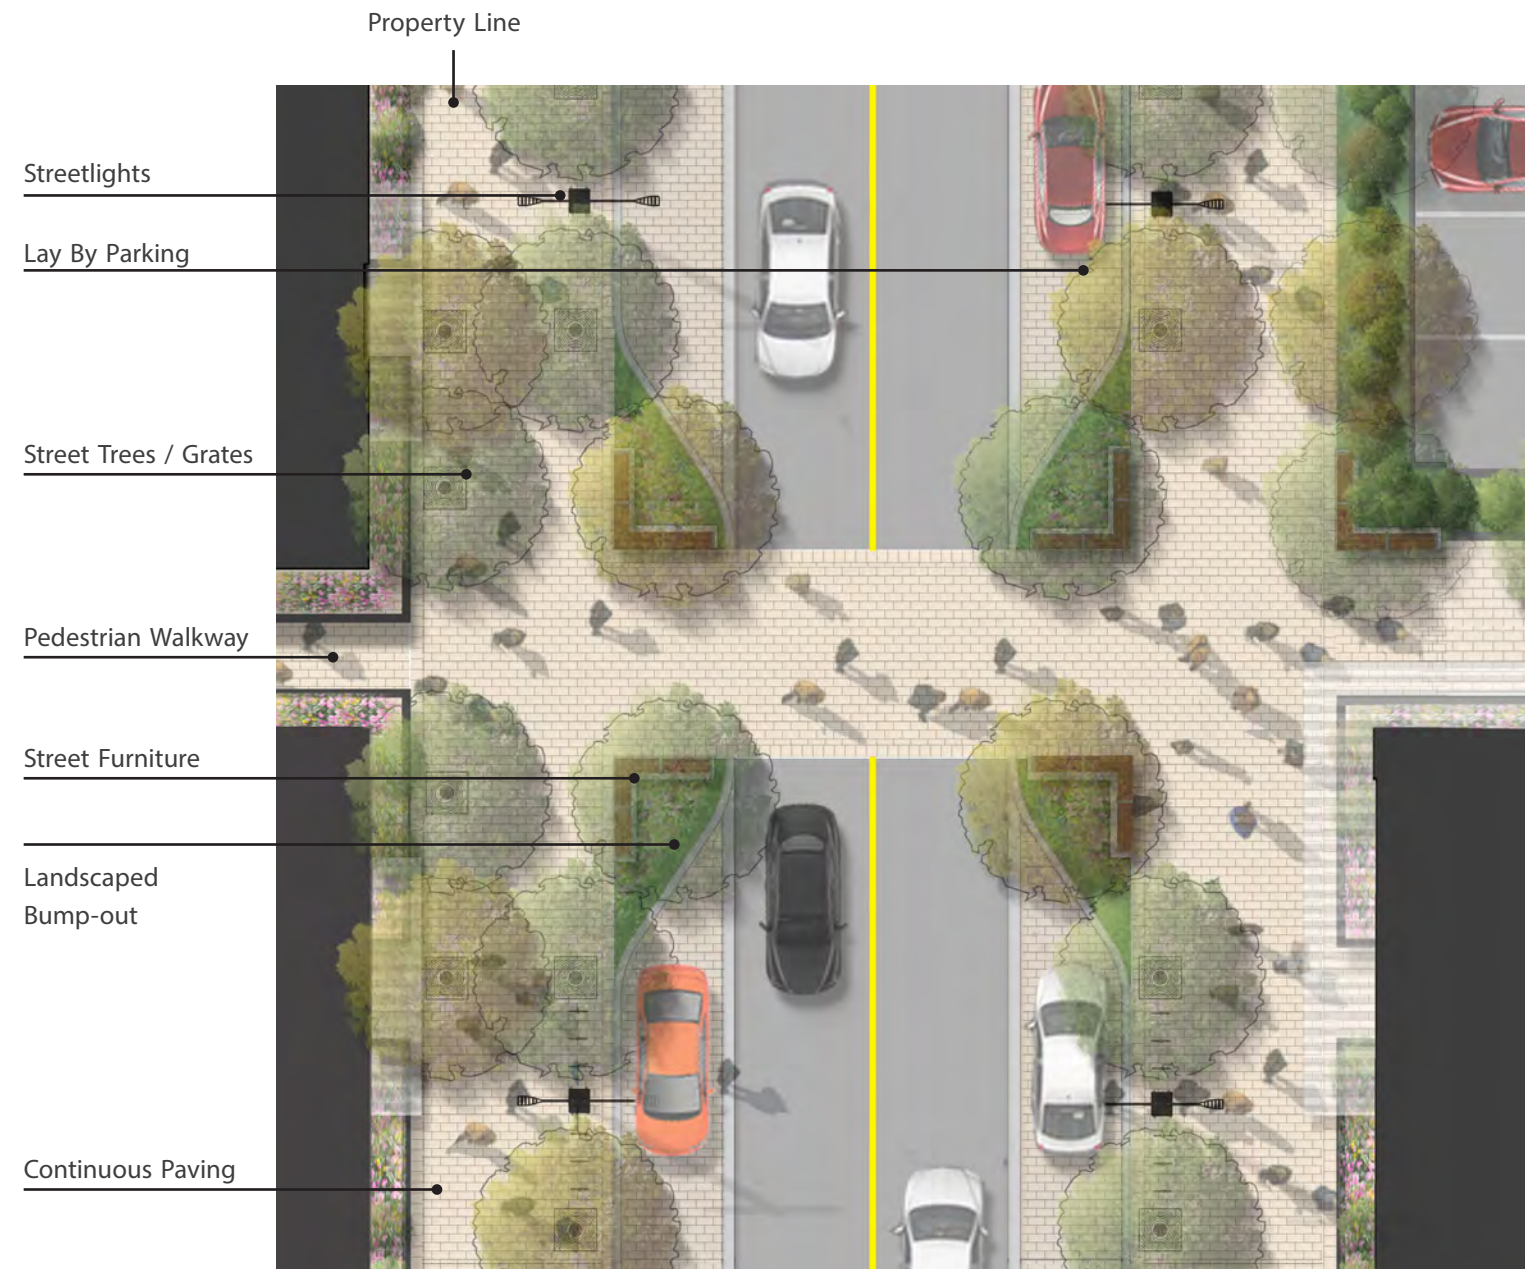 Property Line
Streetlights
Lay By Parking
Street Trees / Grates
Pedestrian Walkway
Street Furniture
Landscaped
Bump-out
Continuous Paving